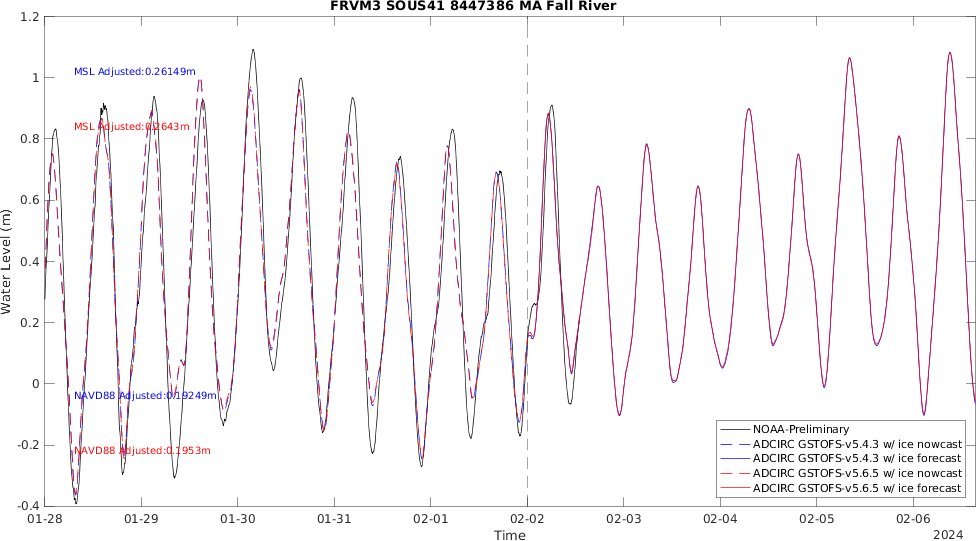 FRVM3 SOUS41 8447386 MA Fall River
Water Level (m)
1.2
1
0.8
0.6
0.4
0.2
0
-0.2
-0.4
MSL Adjusted:0.26149m
MSL Adjusted:0.2643m
NAVD88 Adjusted:0.19249m
NAVD88 Adjusted:0.1953m
NOAA-Preliminary
ADCIRC GSTOFS-v5.4.3 w/ ice nowcast
ADCIRC GSTOFS-v5.4.3 w/ ice forecast
ADCIRC GSTOFS-v5.6.5 w/ ice nowcast
ADCIRC GSTOFS-v5.6.5 w/ ice forecast
01-28 01-29 01-30 01-31 02-01 02-02 02-03 02-04 02-05 02-06
Time
2024